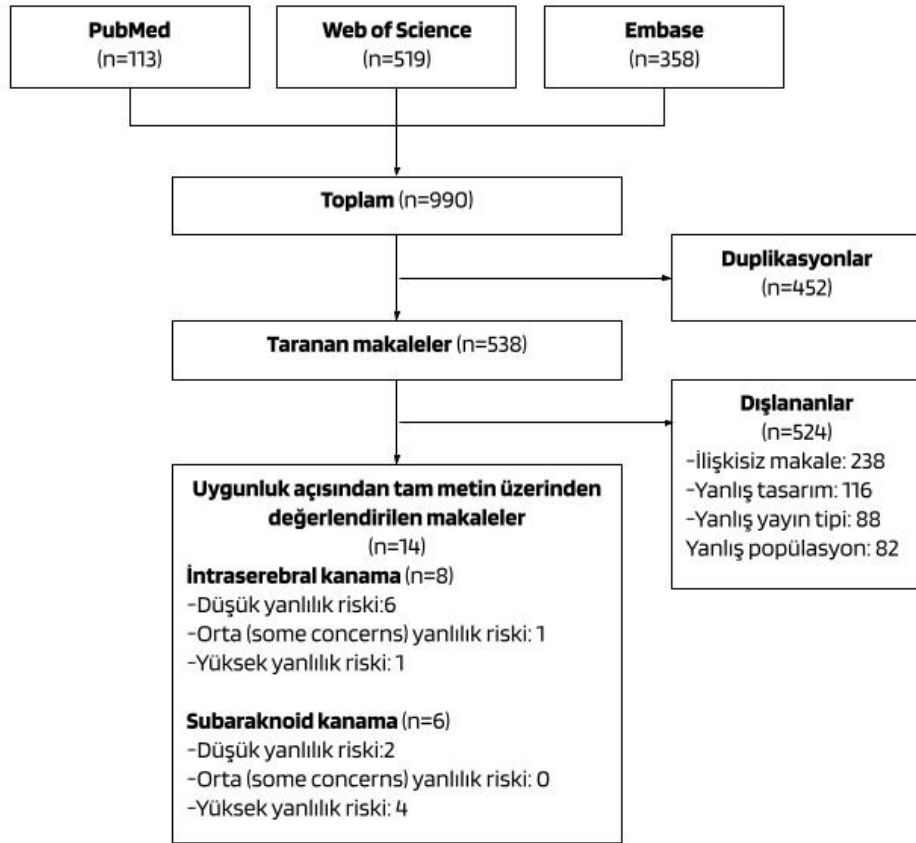 PubMed
(n=113)
Web of Science
(n=519)
Embase
(n=358)
Toplam (n=990)
Duplikasyonlar
(n=452)
Taranan makaleler (n=538)
Dışlananlar
(n=524)
-İlişkisiz makale: 238
-Yanlış tasarım: 116
-Yanlış yayın tipi: 88
Yanlış popülasyon: 82
Uygunluk açısından tam metin üzerinden
değerlendirilen makaleler
(n=14)
İntraserebral kanama (n=8)
-Düşük yanlılık riski:6
-Orta (some concerns) yanlılık riski: 1
-Yüksek yanlılık riski: 1
Subaraknoid kanama (n=6)
-Düşük yanlılık riski:2
-Orta (some concerns) yanlılık riski: 0
-Yüksek yanlılık riski: 4